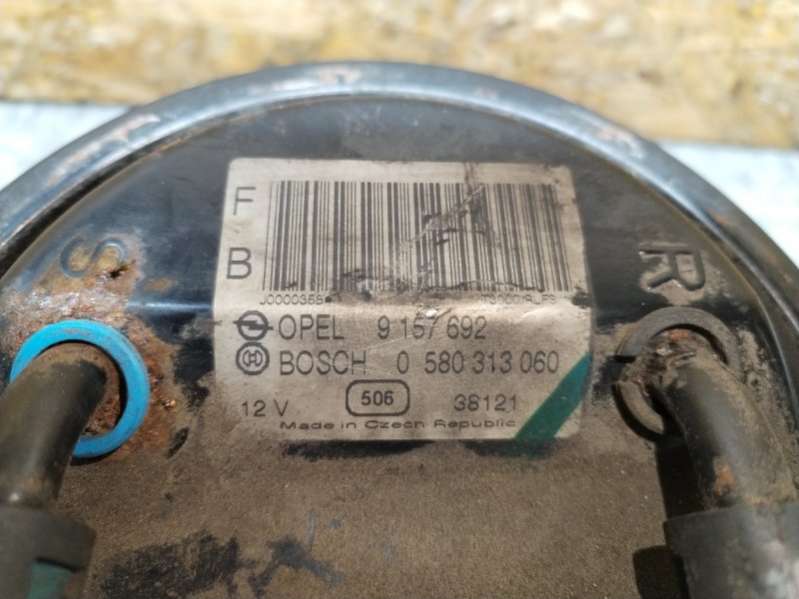 F
B
S
R
J0000355
OPEL 9 157 692
BOSCH 0 580 313 060
12 V 506 38121
Made in Czech Republic